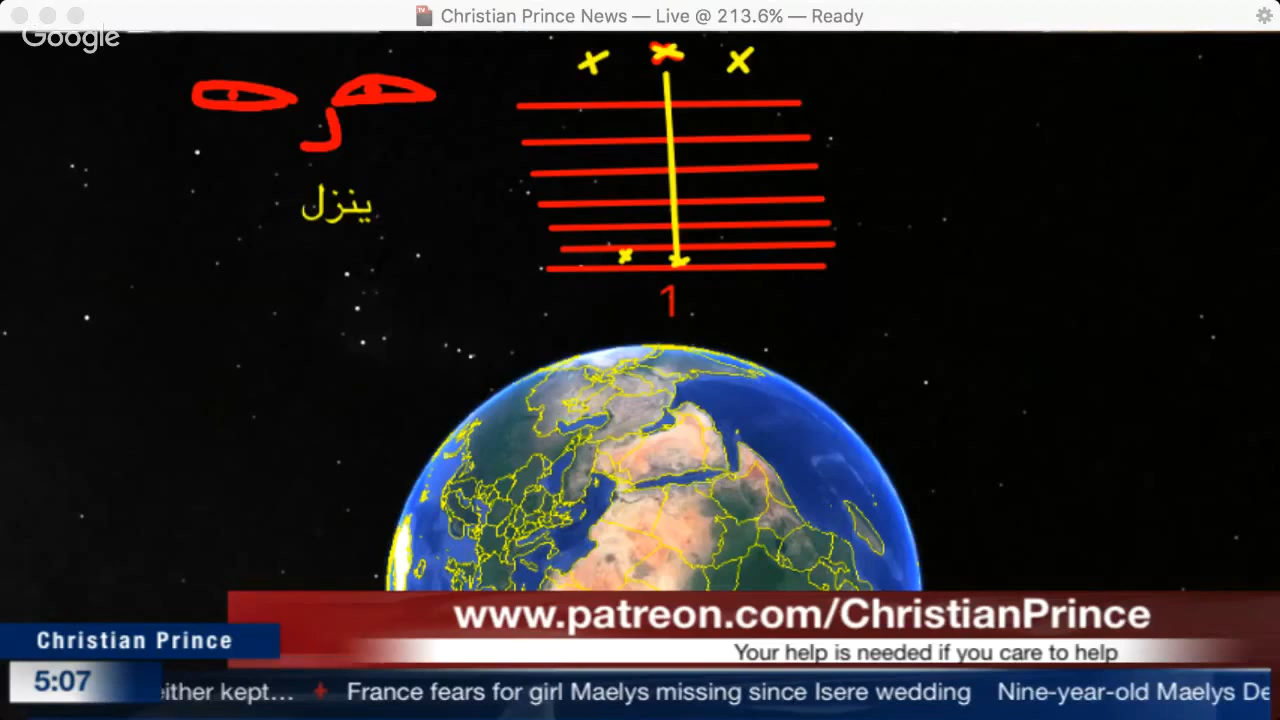 Christian Prince News — Live @ 213.6% — Ready
Google
ينزل
1
www.patreon.com/ChristianPrince
Your help is needed if you care to help
Christian Prince
5:07
either kept... + France fears for girl Maelys missing since Isere wedding Nine-year-old Maelys De